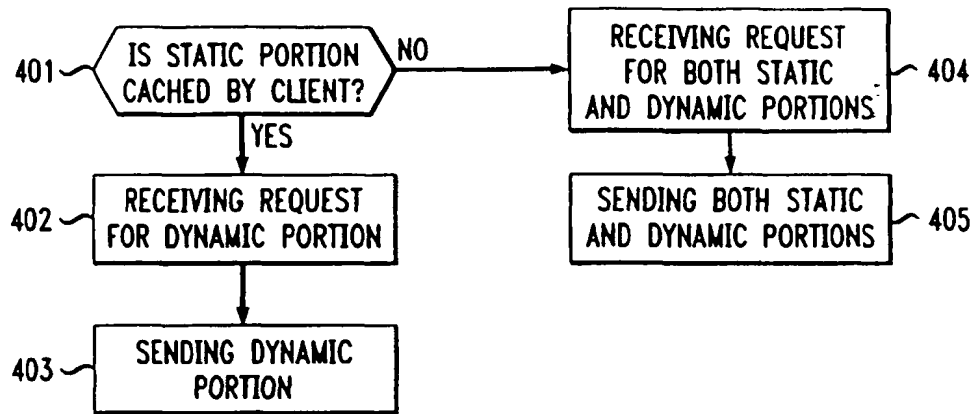 401
IS STATIC PORTION
CACHED BY CLIENT?
NO
YES
RECEIVING REQUEST
FOR BOTH STATIC
AND DYNAMIC PORTIONS
404
402
RECEIVING REQUEST
FOR DYNAMIC PORTION
SENDING BOTH STATIC
AND DYNAMIC PORTIONS
405
403
SENDING DYNAMIC
PORTION